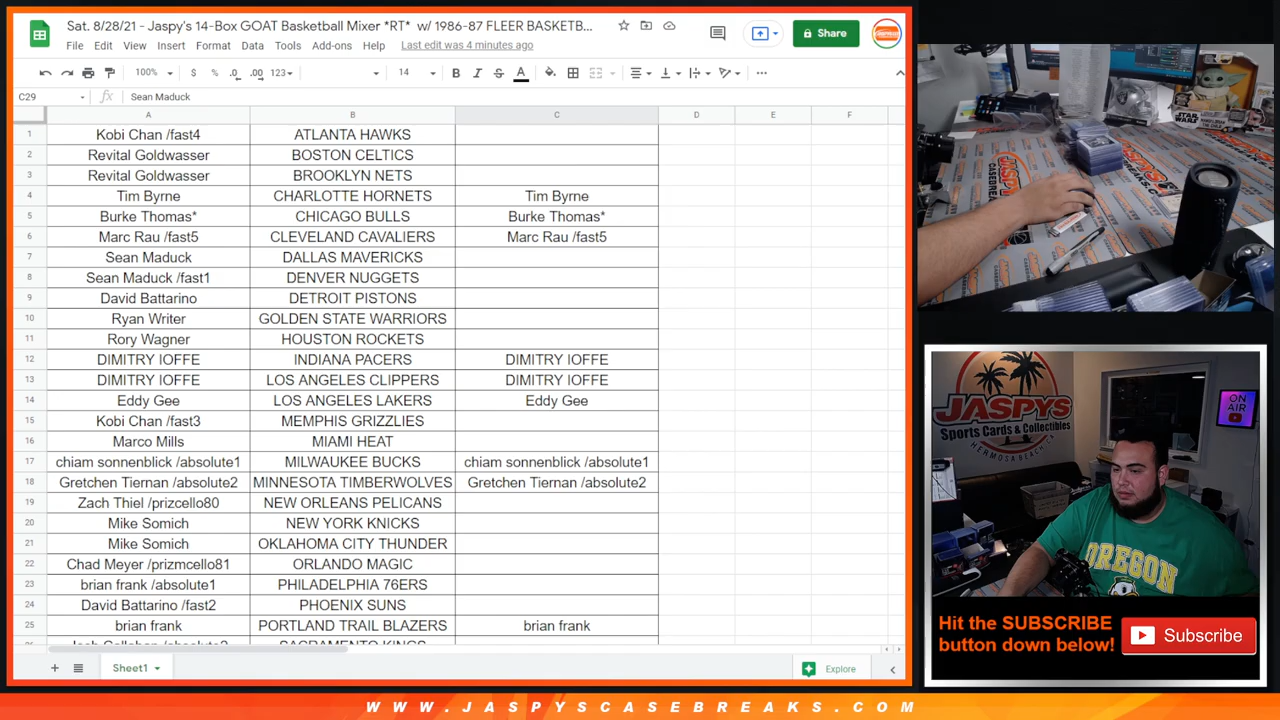 Sat. 8/28/21 - Jaspy's 14-Box GOAT Basketball Mixer *RT* w/ 1986-87 FLEER BASKETB...
File Edit View Insert Format Data Tools Add-ons Help Last edit was 4 minutes ago
Share
100% $ % .0 .00 123 14 B I S A
C29 fx Sean Maduck
A B C D E F
1 Kobi Chan /fast4 ATLANTA HAWKS
2 Revital Goldwasser BOSTON CELTICS
3 Revital Goldwasser BROOKLYN NETS
4 Tim Byrne CHARLOTTE HORNETS Tim Byrne
5 Burke Thomas* CHICAGO BULLS Burke Thomas*
6 Marc Rau /fast5 CLEVELAND CAVALIERS Marc Rau /fast5
7 Sean Maduck DALLAS MAVERICKS
8 Sean Maduck /fast1 DENVER NUGGETS
9 David Battarino DETROIT PISTONS
10 Ryan Writer GOLDEN STATE WARRIORS
11 Rory Wagner HOUSTON ROCKETS
12 DIMITRY IOFFE INDIANA PACERS DIMITRY IOFFE
13 DIMITRY IOFFE LOS ANGELES CLIPPERS DIMITRY IOFFE
14 Eddy Gee LOS ANGELES LAKERS Eddy Gee
15 Kobi Chan /fast3 MEMPHIS GRIZZLIES
16 Marco Mills MIAMI HEAT
17 chiam sonnenblick /absolute1 MILWAUKEE BUCKS chiam sonnenblick /absolute1
18 Gretchen Tiernan /absolute2 MINNESOTA TIMBERWOLVES Gretchen Tiernan /absolute2
19 Zach Thiel /prizcello80 NEW ORLEANS PELICANS
20 Mike Somich NEW YORK KNICKS
21 Mike Somich OKLAHOMA CITY THUNDER
22 Chad Meyer /prizmcello81 ORLANDO MAGIC
23 brian frank /absolute1 PHILADELPHIA 76ERS
24 David Battarino /fast2 PHOENIX SUNS
25 brian frank PORTLAND TRAIL BLAZERS brian frank
Sheet1
Explore
STAR WARS
JASPYS
Sports Cards & Collectibles
HERMOSA BEACH, CA
ON AIR
OREGON
Hit the SUBSCRIBE
button down below!
Subscribe
WWW.JASPYSCASEBREAKS.COM